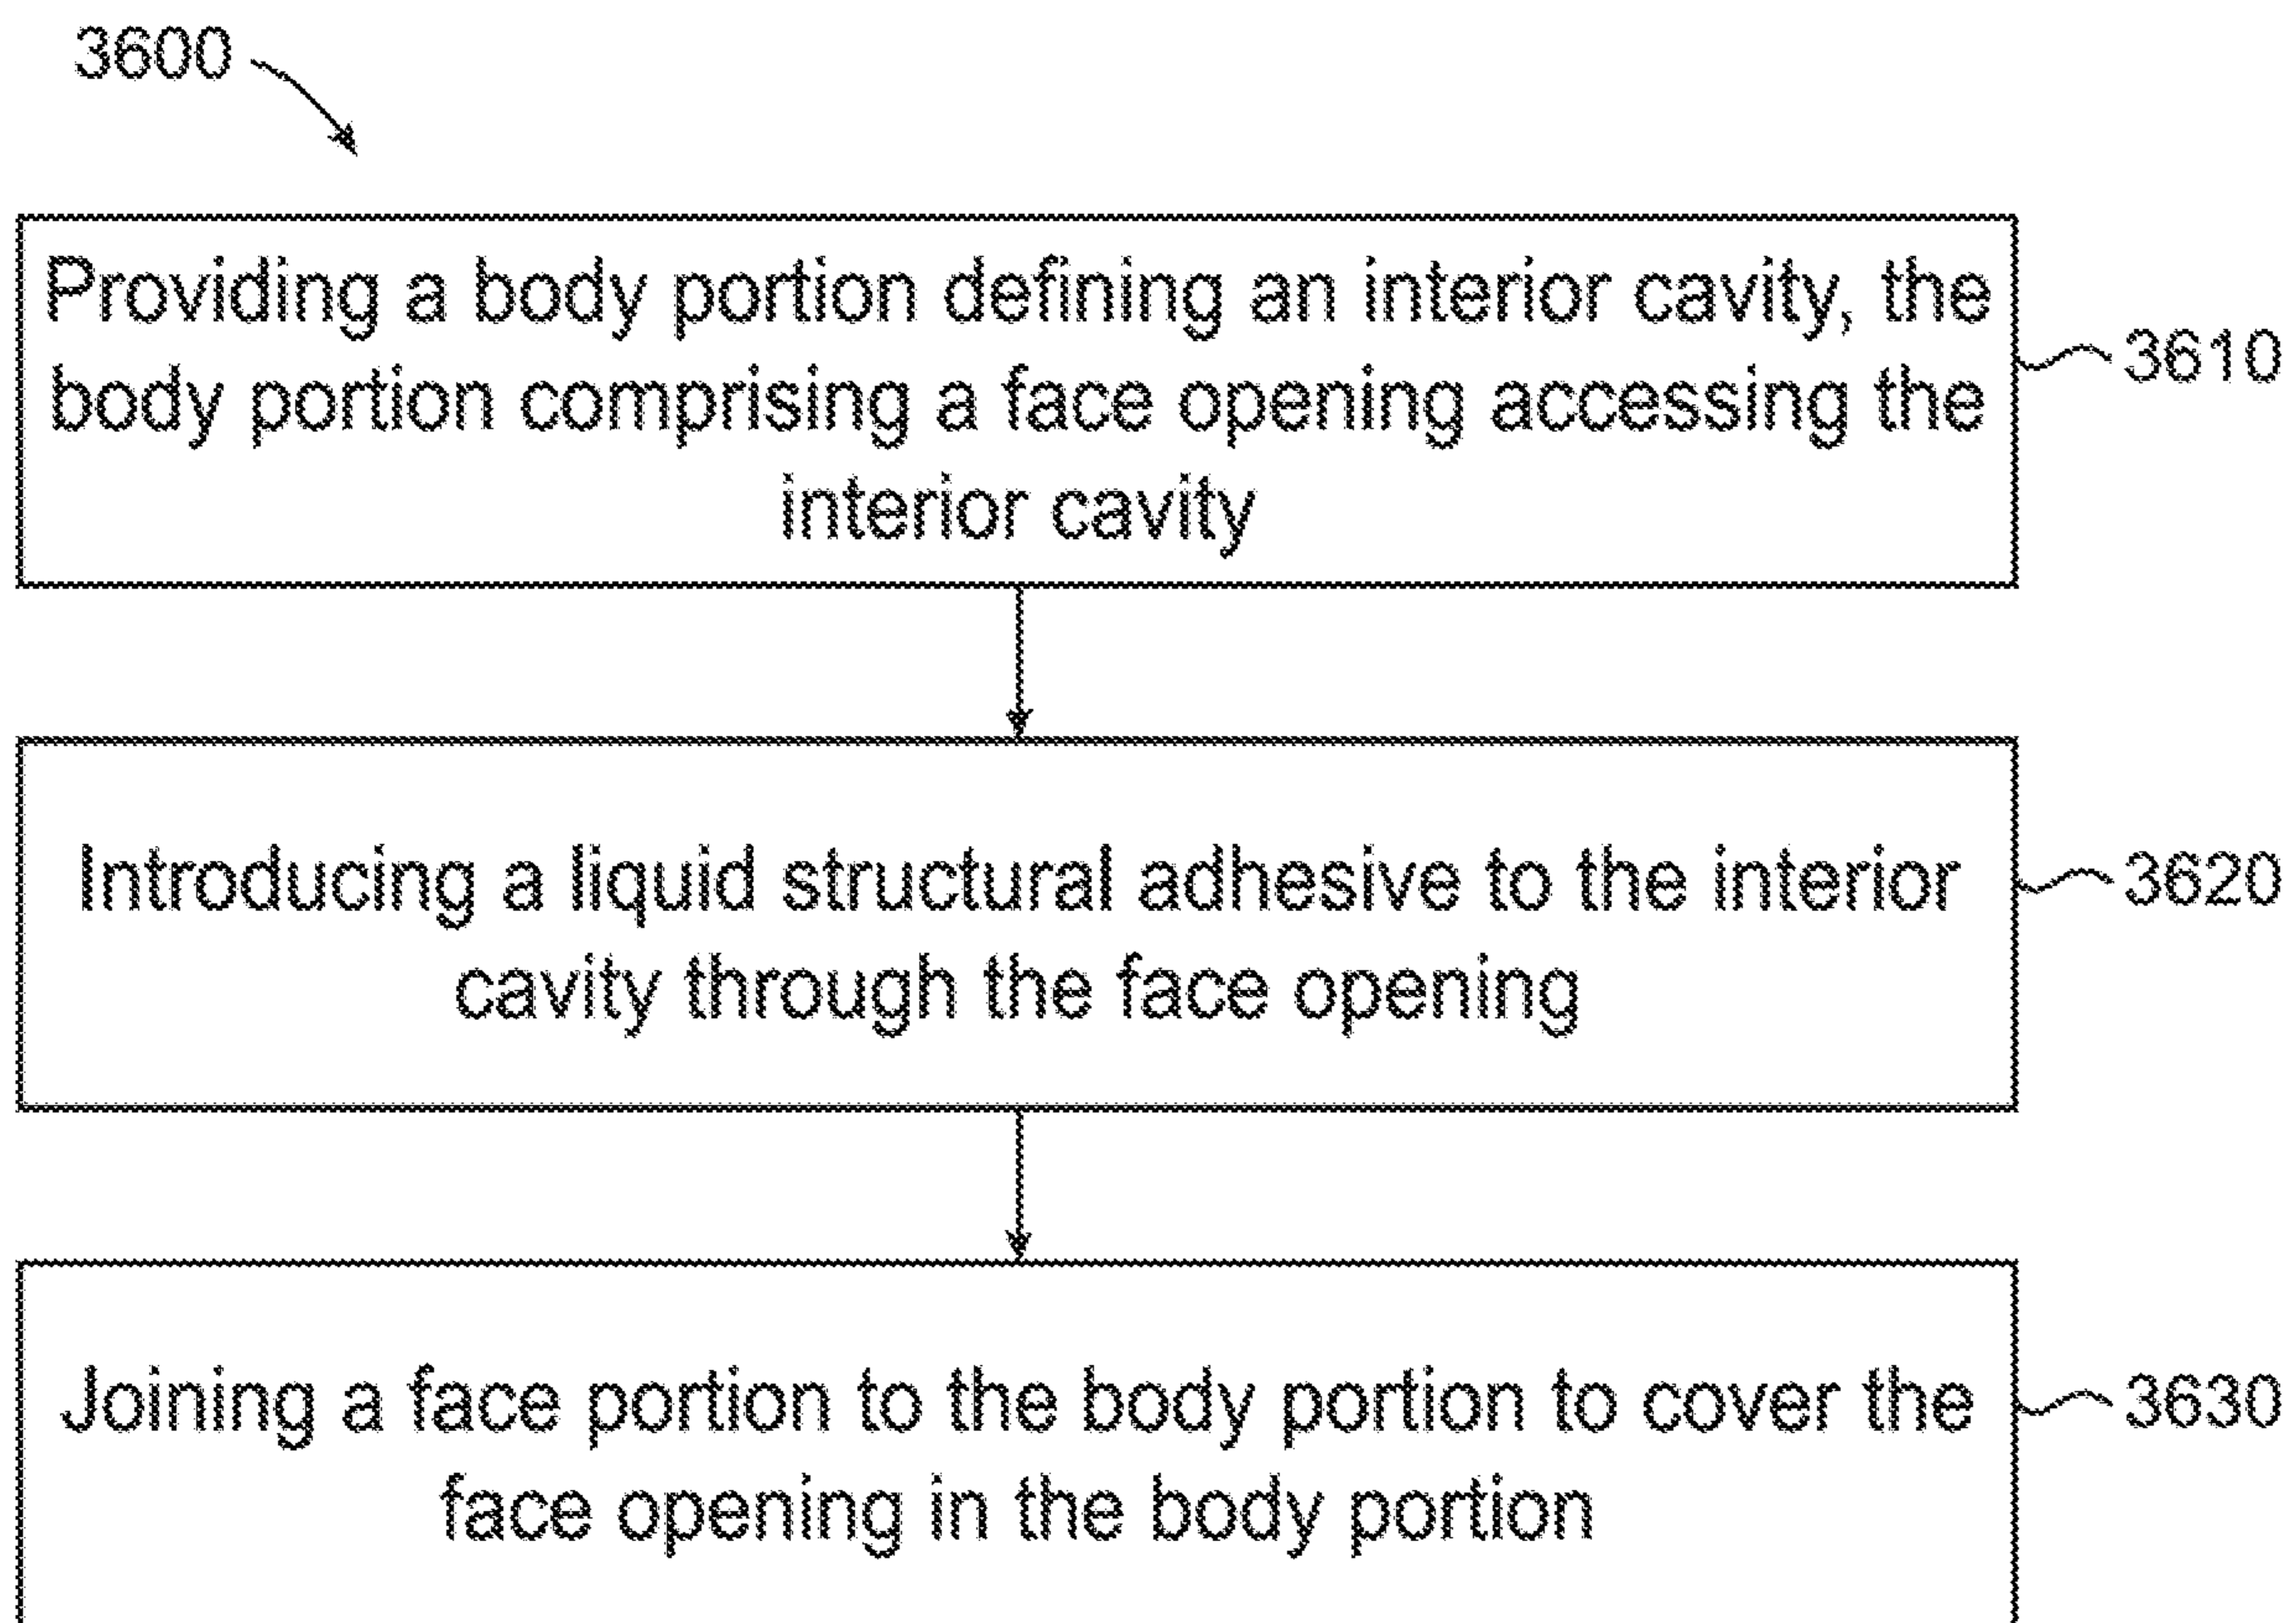 3600
Providing a body portion defining an interior cavity, the
body portion comprising a face opening accessing the
interior cavity
3610
Introducing a liquid structural adhesive to the interior
cavity through the face opening
3620
Joining a face portion to the body portion to cover the
face opening in the body portion
3630